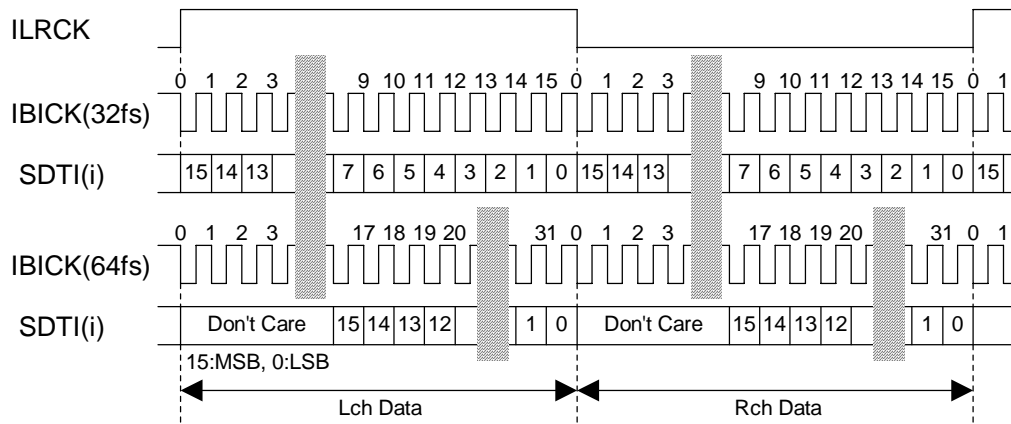 ILRCK
0 1 2 3 9 10 11 12 13 14 15 0 1 2 3 9 10 11 12 13 14 15 0 1
IBICK(32fs)
SDTI(i) 15 14 13 7 6 5 4 3 2 1 0 15 14 13 7 6 5 4 3 2 1 0 15
0 1 2 3 17 18 19 20 31 0 1 2 3 17 18 19 20 31 0 1
IBICK(64fs)
SDTI(i) Don't Care 15 14 13 12 1 0 Don't Care 15 14 13 12 1 0
15:MSB, 0:LSB
Lch Data Rch Data